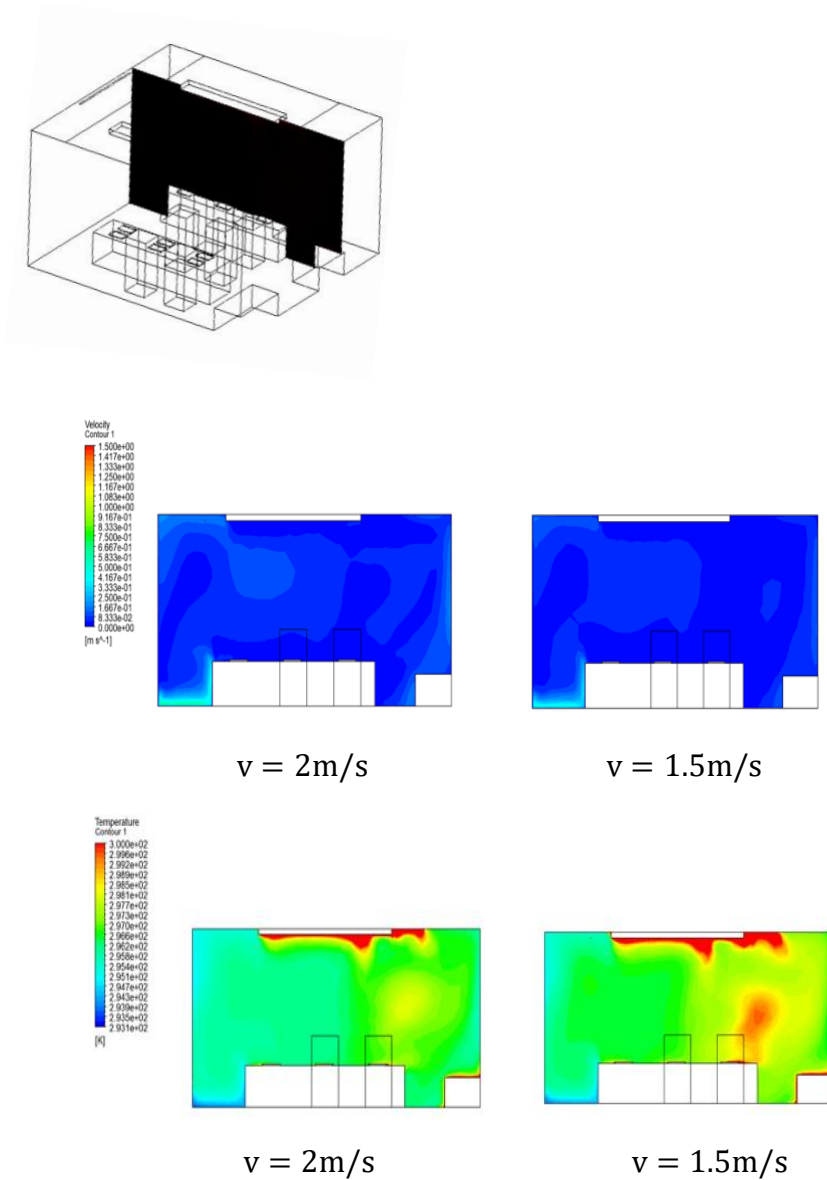 Velocity
Contour 1
1.500e+00
1.417e+00
1.333e+00
1.250e+00
1.167e+00
1.083e+00
1.000e+00
9.167e-01
8.333e-01
7.500e-01
6.667e-01
5.833e-01
5.000e-01
4.167e-01
3.333e-01
2.500e-01
1.667e-01
8.333e-02
0.000e+00
[m s^-1]
v = 2m/s
v = 1.5m/s
Temperature
Contour 1
3.000e+02
2.996e+02
2.992e+02
2.989e+02
2.985e+02
2.981e+02
2.977e+02
2.973e+02
2.970e+02
2.966e+02
2.962e+02
2.958e+02
2.954e+02
2.951e+02
2.947e+02
2.943e+02
2.939e+02
2.935e+02
2.931e+02
[K]
v = 2m/s
v = 1.5m/s